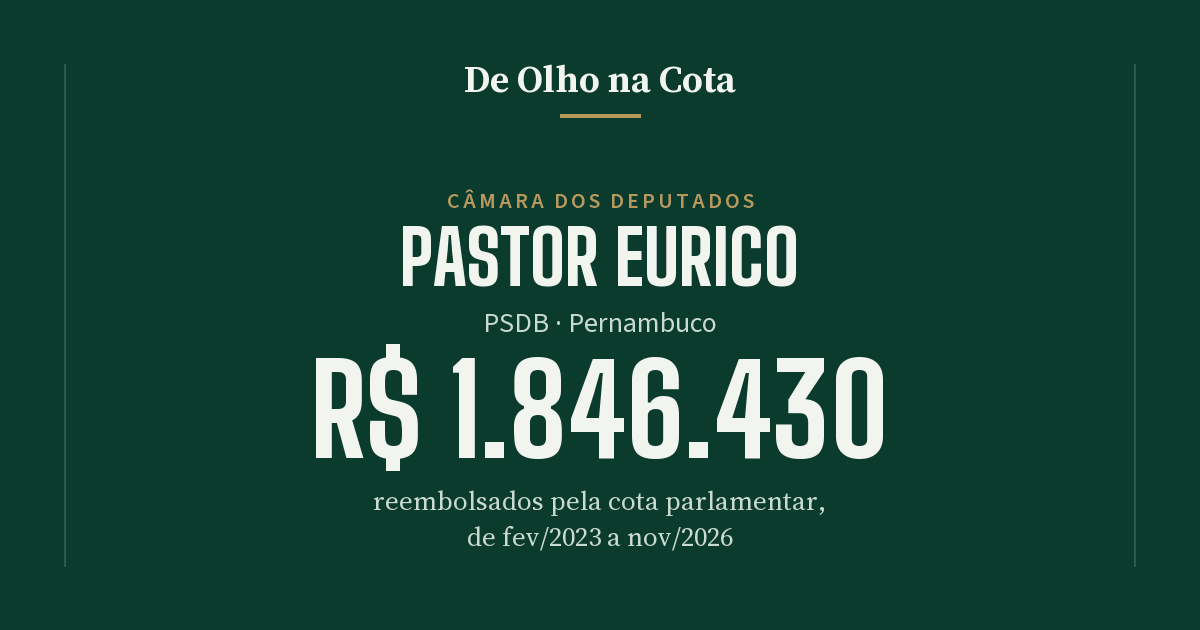 De Olho na Cota
CÂMARA DOS DEPUTADOS
PASTOR EURICO
PSDB · Pernambuco
R$ 1.846.430
reembolsados pela cota parlamentar,
de fev/2023 a nov/2026